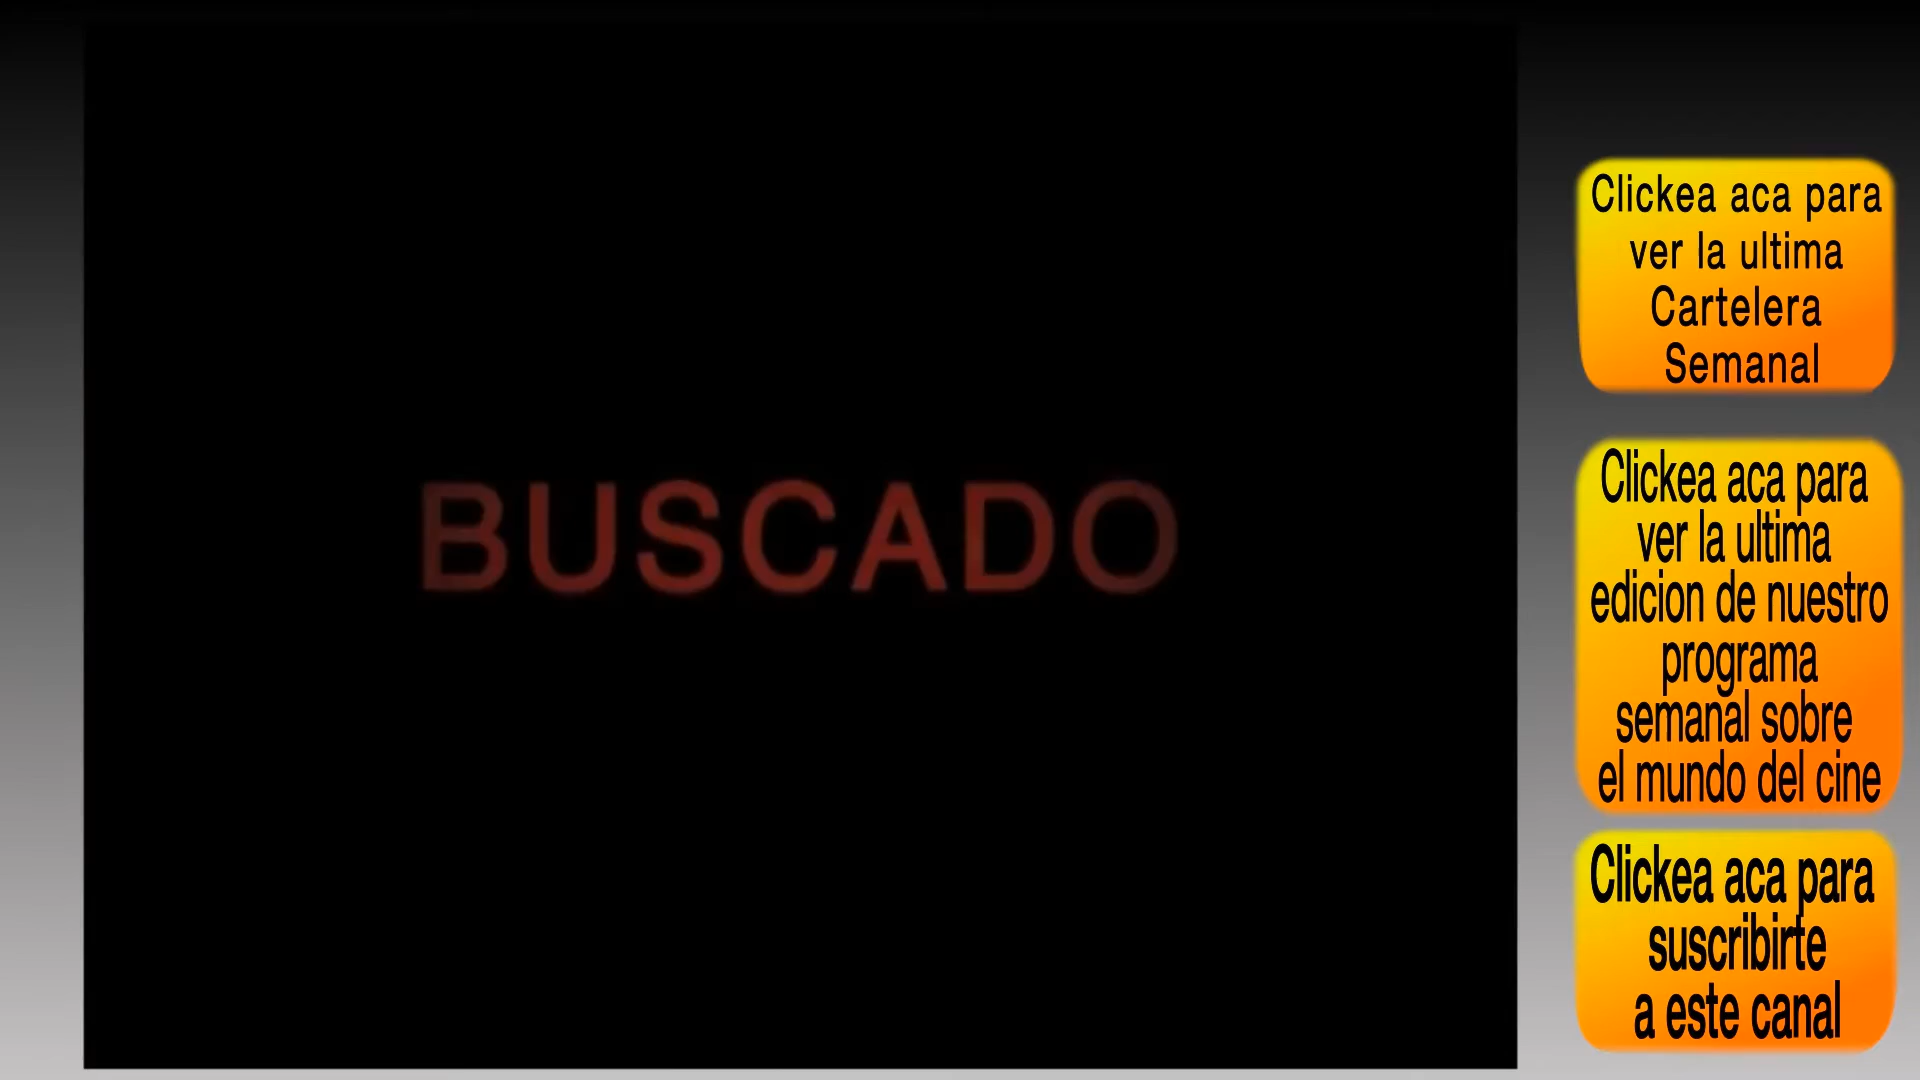 BUSCADO
Clickea aca para
ver la ultima
Cartelera
Semanal
Clickea aca para
ver la ultima
edicion de nuestro
programa
semanal sobre
el mundo del cine
Clickea aca para
suscribirte
a este canal